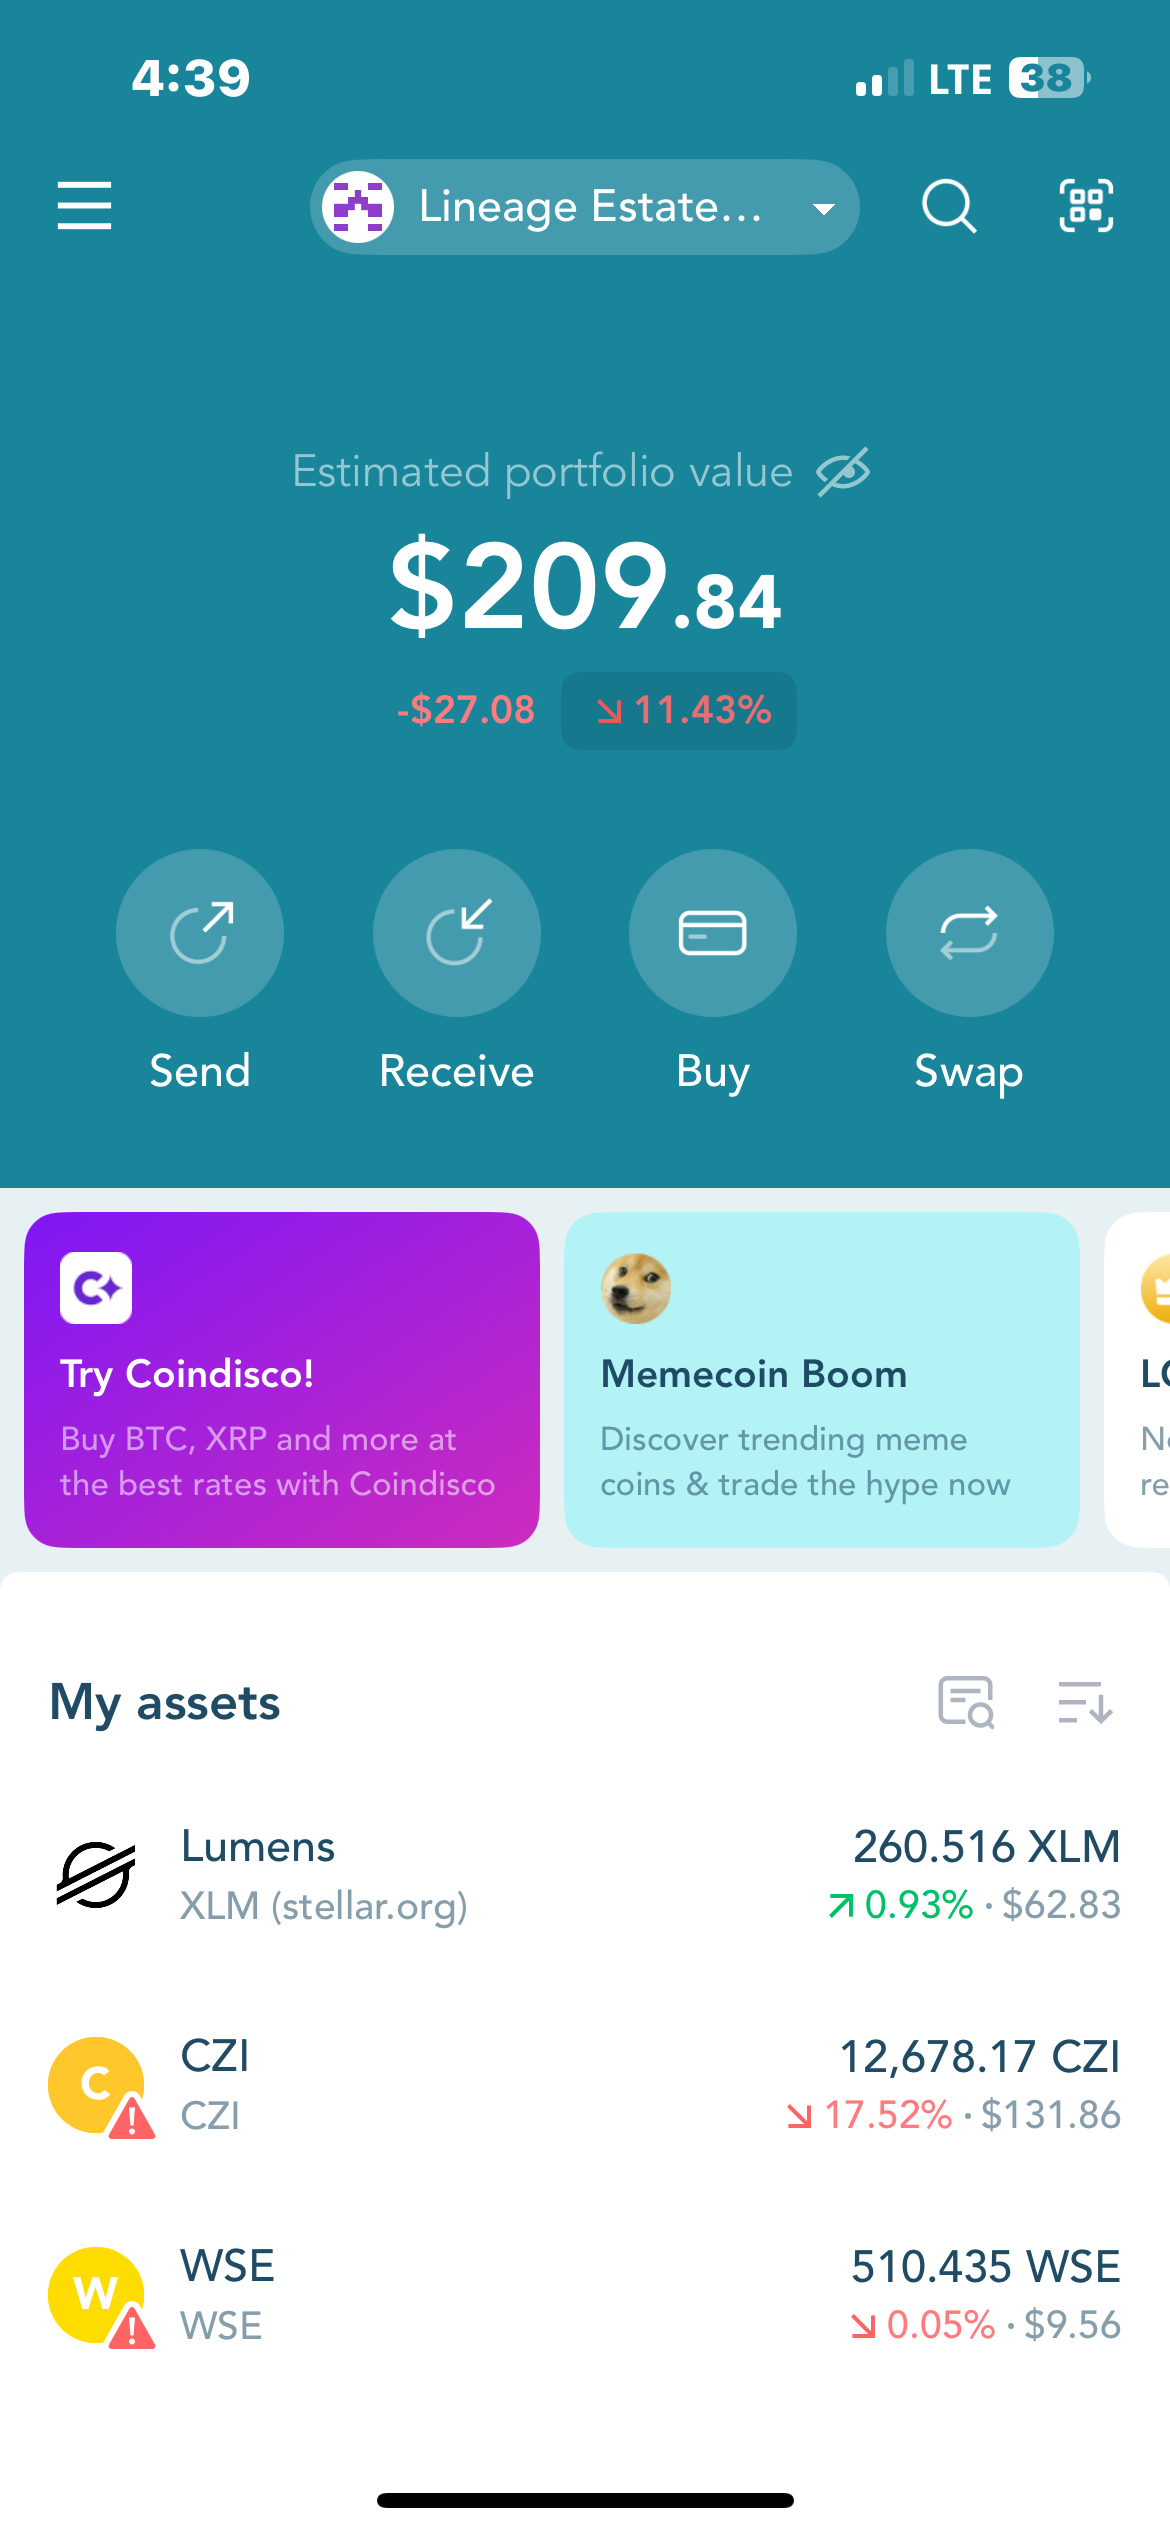 4:39
LTE 38
Lineage Estate...
Estimated portfolio value
$209.84
-$27.08 11.43%
Send Receive Buy Swap
Try Coindisco!
Buy BTC, XRP and more at
the best rates with Coindisco
Memecoin Boom
Discover trending meme
coins & trade the hype now
re
My assets
Lumens
XLM (stellar.org)
260.516 XLM
0.93% · $62.83
CZI
CZI
12,678.17 CZI
17.52% · $131.86
WSE
WSE
510.435 WSE
0.05% · $9.56